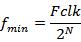 f_min = Fclk / 2^N